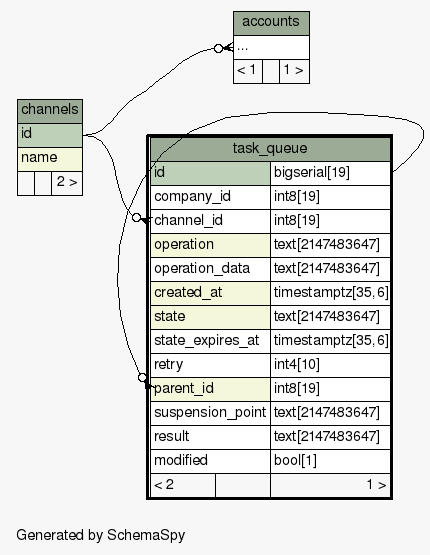 accounts
...
< 1 1 >
channels
id
name
2 >
task_queue
id bigserial[19]
company_id int8[19]
channel_id int8[19]
operation text[2147483647]
operation_data text[2147483647]
created_at timestamptz[35,6]
state text[2147483647]
state_expires_at timestamptz[35,6]
retry int4[10]
parent_id int8[19]
suspension_point text[2147483647]
result text[2147483647]
modified bool[1]
< 2 1 >
Generated by SchemaSpy